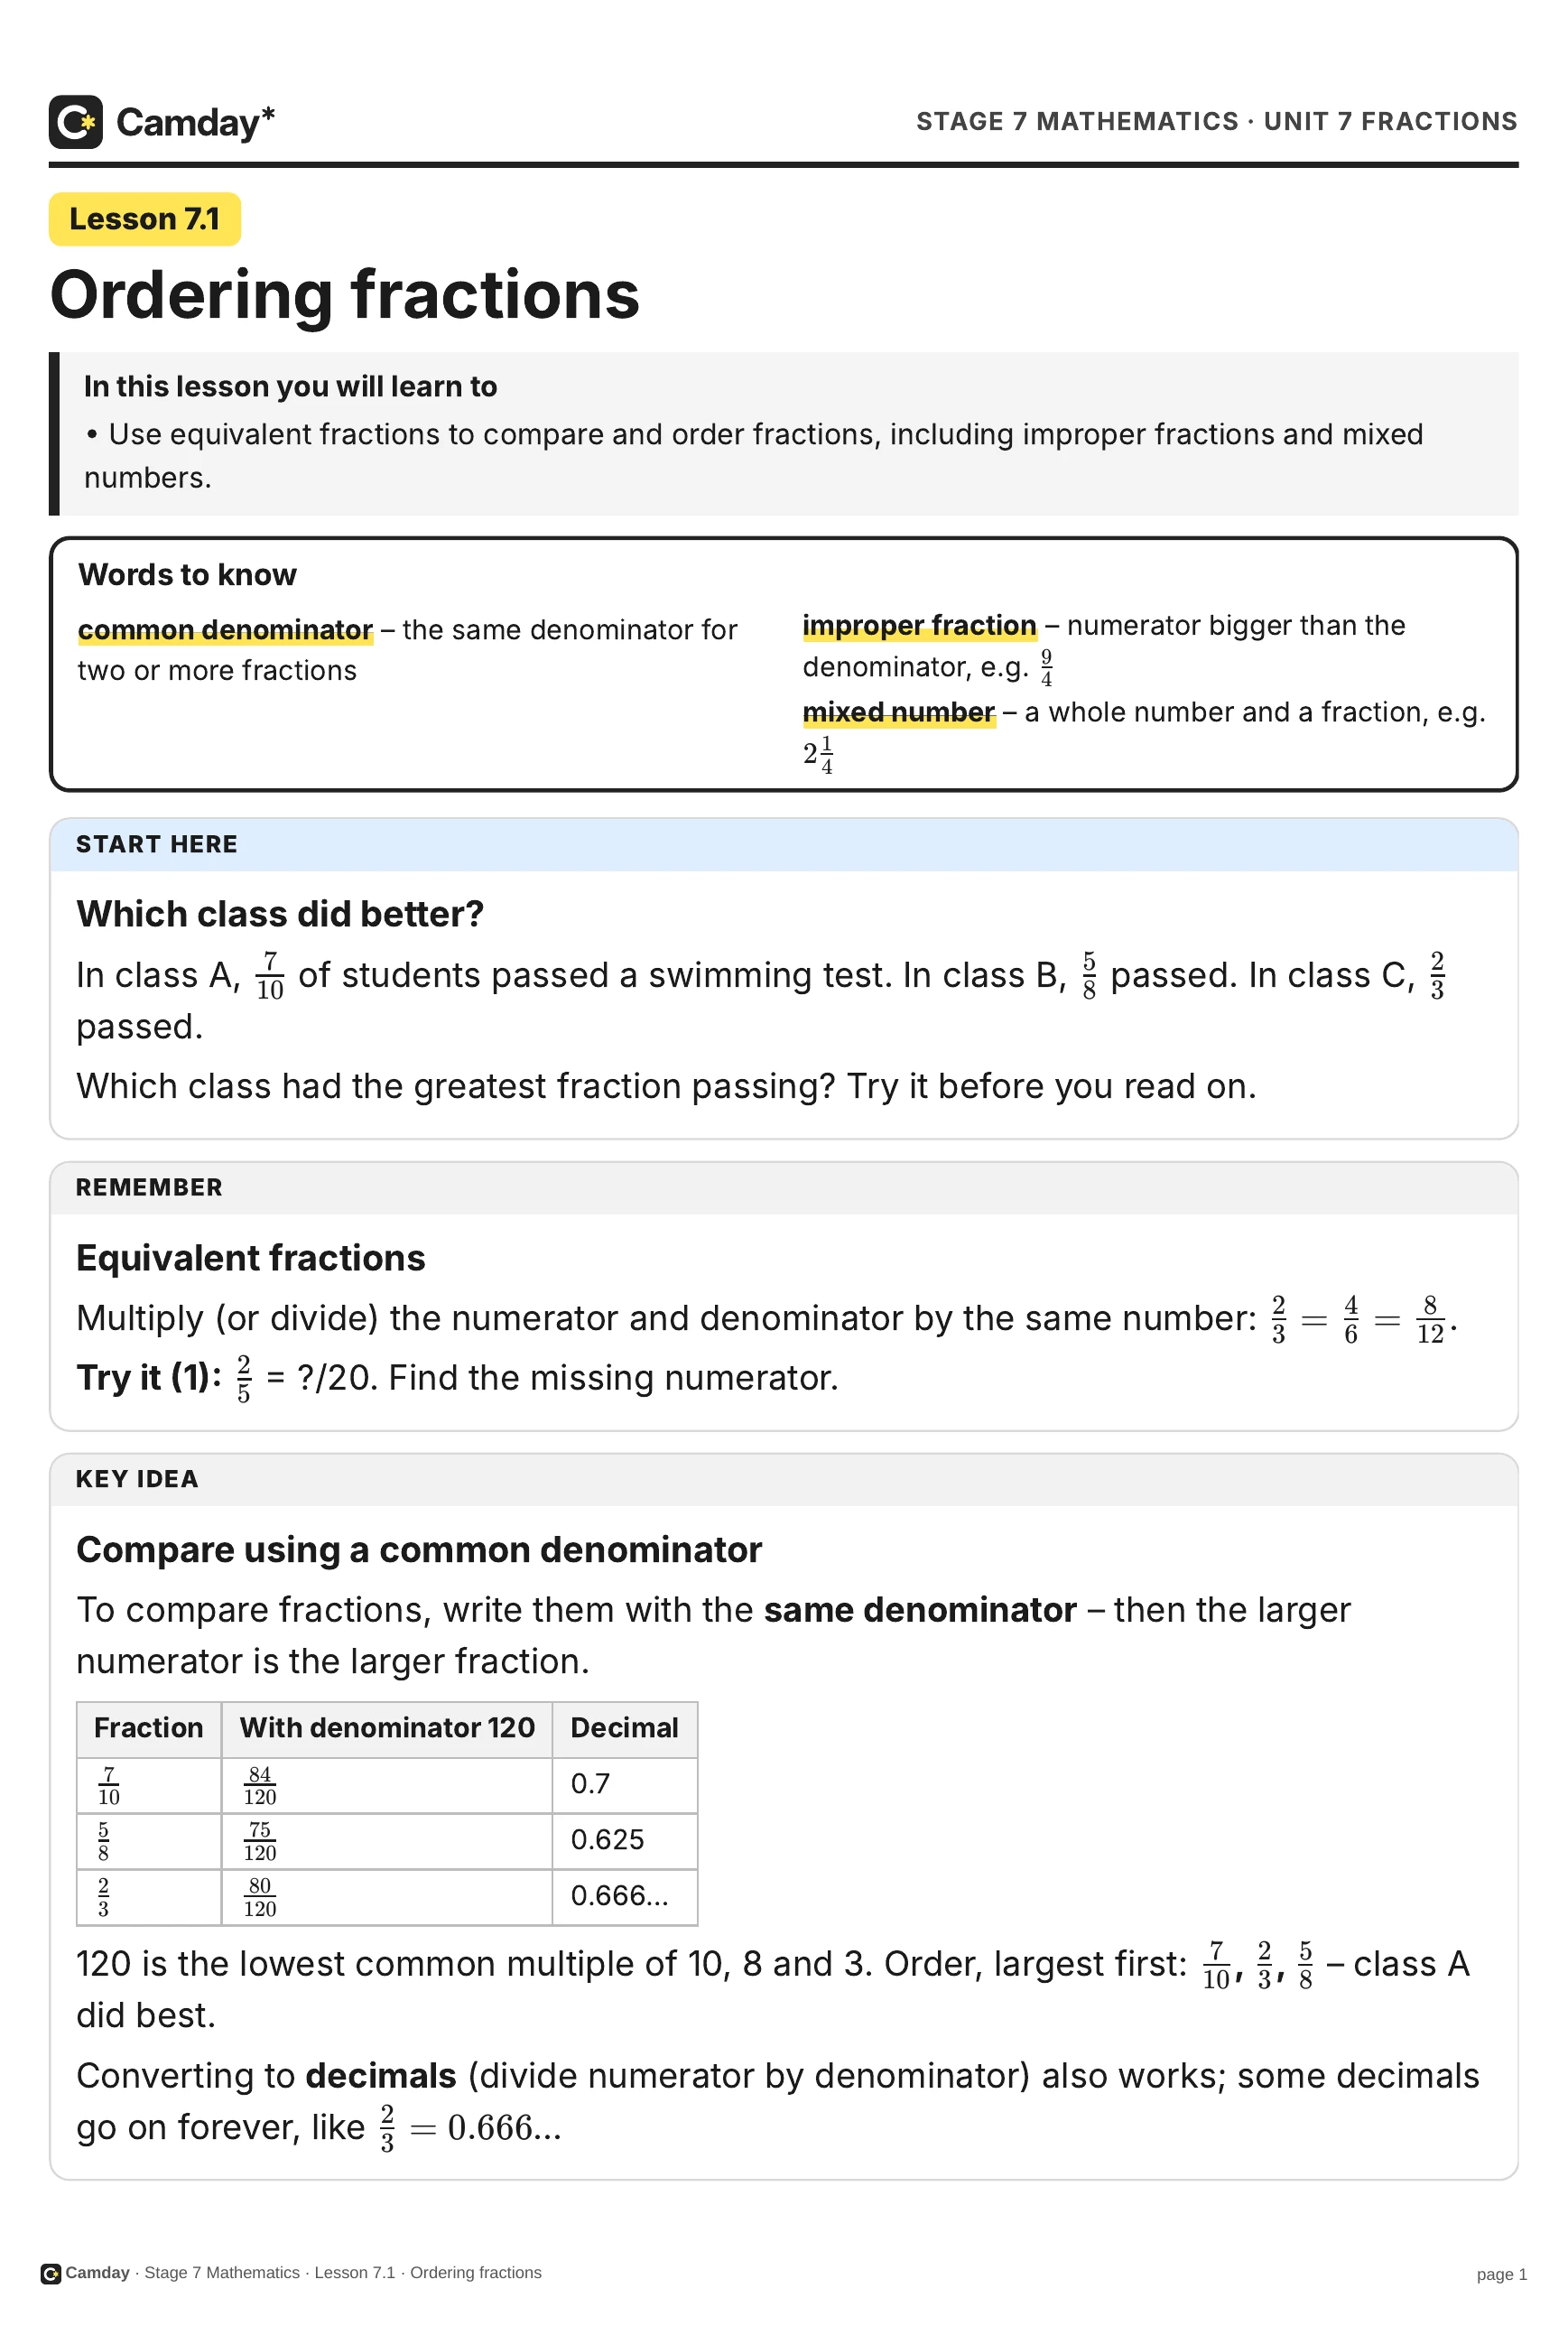 Camday*
STAGE 7 MATHEMATICS · UNIT 7 FRACTIONS
Lesson 7.1
Ordering fractions
In this lesson you will learn to
• Use equivalent fractions to compare and order fractions, including improper fractions and mixed
numbers.
Words to know
common denominator – the same denominator for
two or more fractions
improper fraction – numerator bigger than the
denominator, e.g. 9/4
mixed number – a whole number and a fraction, e.g.
2 1/4
START HERE
Which class did better?
In class A, 7/10 of students passed a swimming test. In class B, 5/8 passed. In class C, 2/3
passed.
Which class had the greatest fraction passing? Try it before you read on.
REMEMBER
Equivalent fractions
Multiply (or divide) the numerator and denominator by the same number: 2/3 = 4/6 = 8/12.
Try it (1): 2/5 = ?/20. Find the missing numerator.
KEY IDEA
Compare using a common denominator
To compare fractions, write them with the same denominator – then the larger
numerator is the larger fraction.
Fraction With denominator 120 Decimal
7/10 84/120 0.7
5/8 75/120 0.625
2/3 80/120 0.666...
120 is the lowest common multiple of 10, 8 and 3. Order, largest first: 7/10, 2/3, 5/8 – class A
did best.
Converting to decimals (divide numerator by denominator) also works; some decimals
go on forever, like 2/3 = 0.666...
Camday · Stage 7 Mathematics · Lesson 7.1 · Ordering fractions
page 1